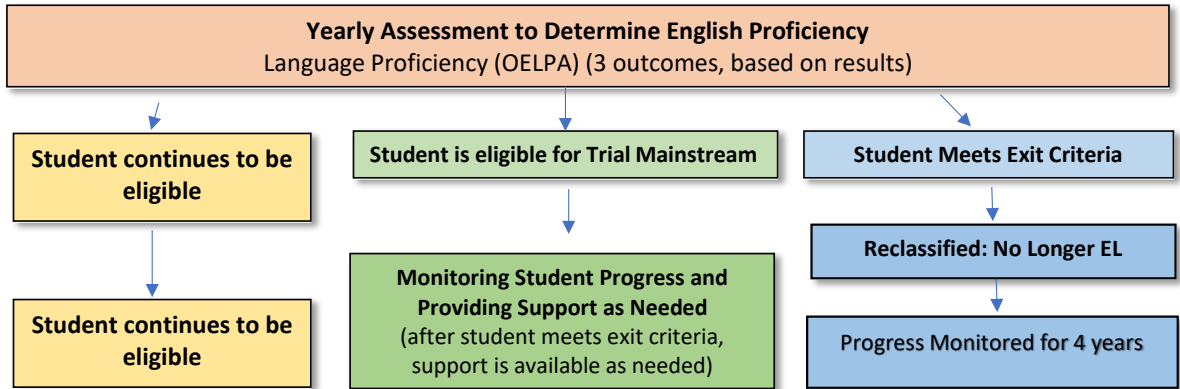 Yearly Assessment to Determine English Proficiency
Language Proficiency (OELPA) (3 outcomes, based on results)
Student continues to be
eligible
Student is eligible for Trial Mainstream
Student Meets Exit Criteria
Student continues to be
eligible
Monitoring Student Progress and
Providing Support as Needed
(after student meets exit criteria,
support is available as needed)
Reclassified: No Longer EL
Progress Monitored for 4 years